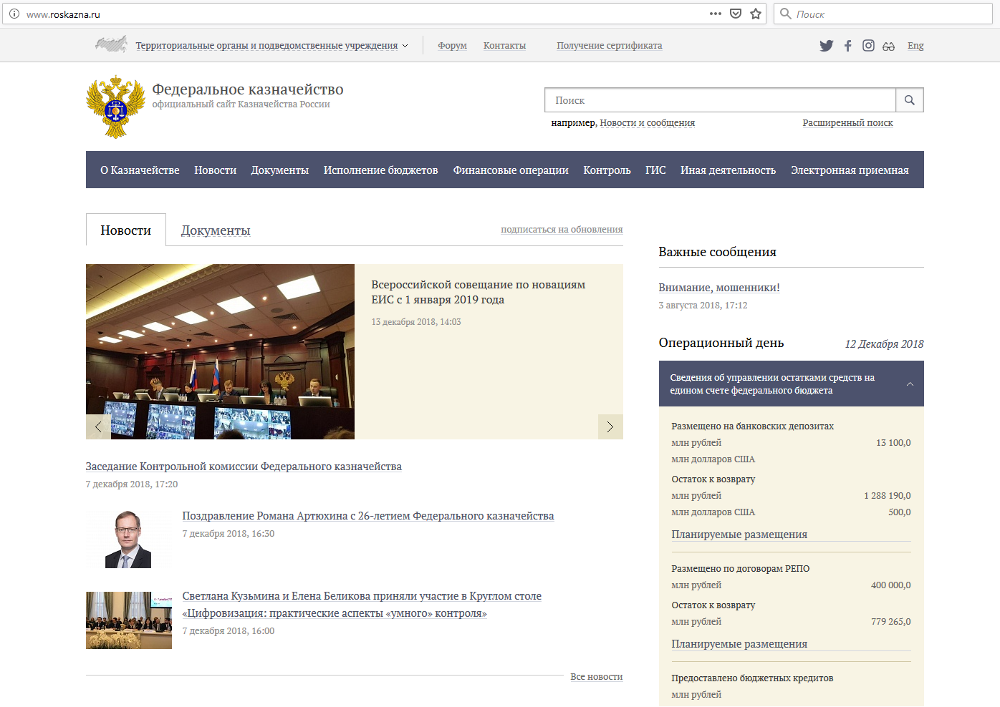 www.roskazna.ru
Поиск
Территориальные органы и подведомственные учреждения
Форум
Контакты
Получение сертификата
Eng
Федеральное казначейство
официальный сайт Казначейства России
Поиск
например, Новости и сообщения
Расширенный поиск
О Казначействе
Новости
Документы
Исполнение бюджетов
Финансовые операции
Контроль
ГИС
Иная деятельность
Электронная приемная
Новости
Документы
подписаться на обновления
Всероссийской совещание по новациям
ЕИС с 1 января 2019 года
13 декабря 2018, 14:03
Заседание Контрольной комиссии Федерального казначейства
7 декабря 2018, 17:20
Поздравление Романа Артюхина с 26-летием Федерального казначейства
7 декабря 2018, 16:30
Светлана Кузьмина и Елена Беликова приняли участие в Круглом столе
«Цифровизация: практические аспекты «умного» контроля»
7 декабря 2018, 16:00
Все новости
Важные сообщения
Внимание, мошенники!
3 августа 2018, 17:12
Операционный день
12 Декабря 2018
Сведения об управлении остатками средств на
едином счете федерального бюджета
Размещено на банковских депозитах
млн рублей 13 100,0
млн долларов США
Остаток к возврату
млн рублей 1 288 190,0
млн долларов США 500,0
Планируемые размещения
Размещено по договорам РЕПО
млн рублей 400 000,0
Остаток к возврату
млн рублей 779 265,0
Планируемые размещения
Предоставлено бюджетных кредитов
млн рублей